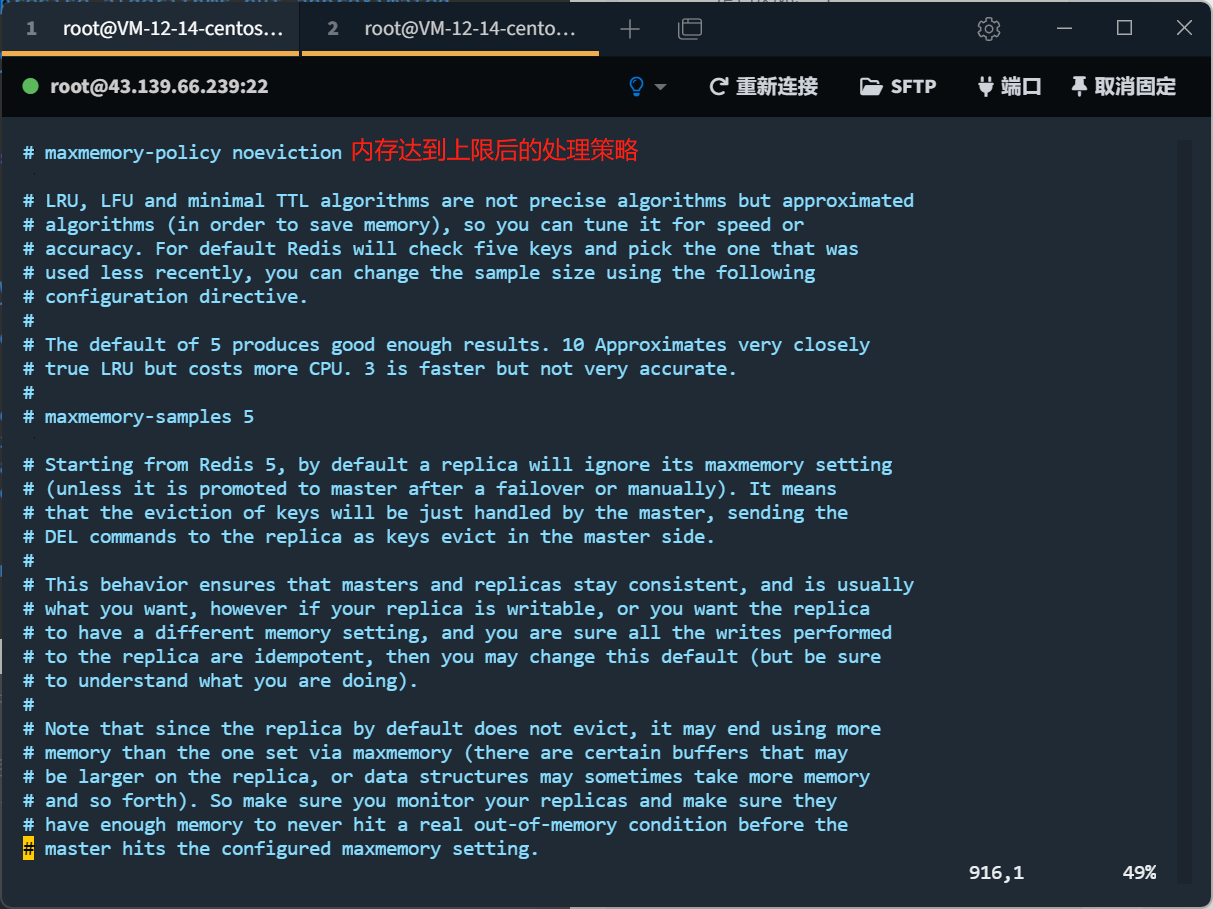 1 root@VM-12-14-centos...
2 root@VM-12-14-cento...
root@43.139.66.239:22
重新连接
SFTP
端口
取消固定
# maxmemory-policy noeviction 内存达到上限后的处理策略
# LRU, LFU and minimal TTL algorithms are not precise algorithms but approximated
# algorithms (in order to save memory), so you can tune it for speed or
# accuracy. For default Redis will check five keys and pick the one that was
# used less recently, you can change the sample size using the following
# configuration directive.
#
# The default of 5 produces good enough results. 10 Approximates very closely
# true LRU but costs more CPU. 3 is faster but not very accurate.
#
# maxmemory-samples 5
# Starting from Redis 5, by default a replica will ignore its maxmemory setting
# (unless it is promoted to master after a failover or manually). It means
# that the eviction of keys will be just handled by the master, sending the
# DEL commands to the replica as keys evict in the master side.
#
# This behavior ensures that masters and replicas stay consistent, and is usually
# what you want, however if your replica is writable, or you want the replica
# to have a different memory setting, and you are sure all the writes performed
# to the replica are idempotent, then you may change this default (but be sure
# to understand what you are doing).
#
# Note that since the replica by default does not evict, it may end using more
# memory than the one set via maxmemory (there are certain buffers that may
# be larger on the replica, or data structures may sometimes take more memory
# and so forth). So make sure you monitor your replicas and make sure they
# have enough memory to never hit a real out-of-memory condition before the
# master hits the configured maxmemory setting.
916,1 49%